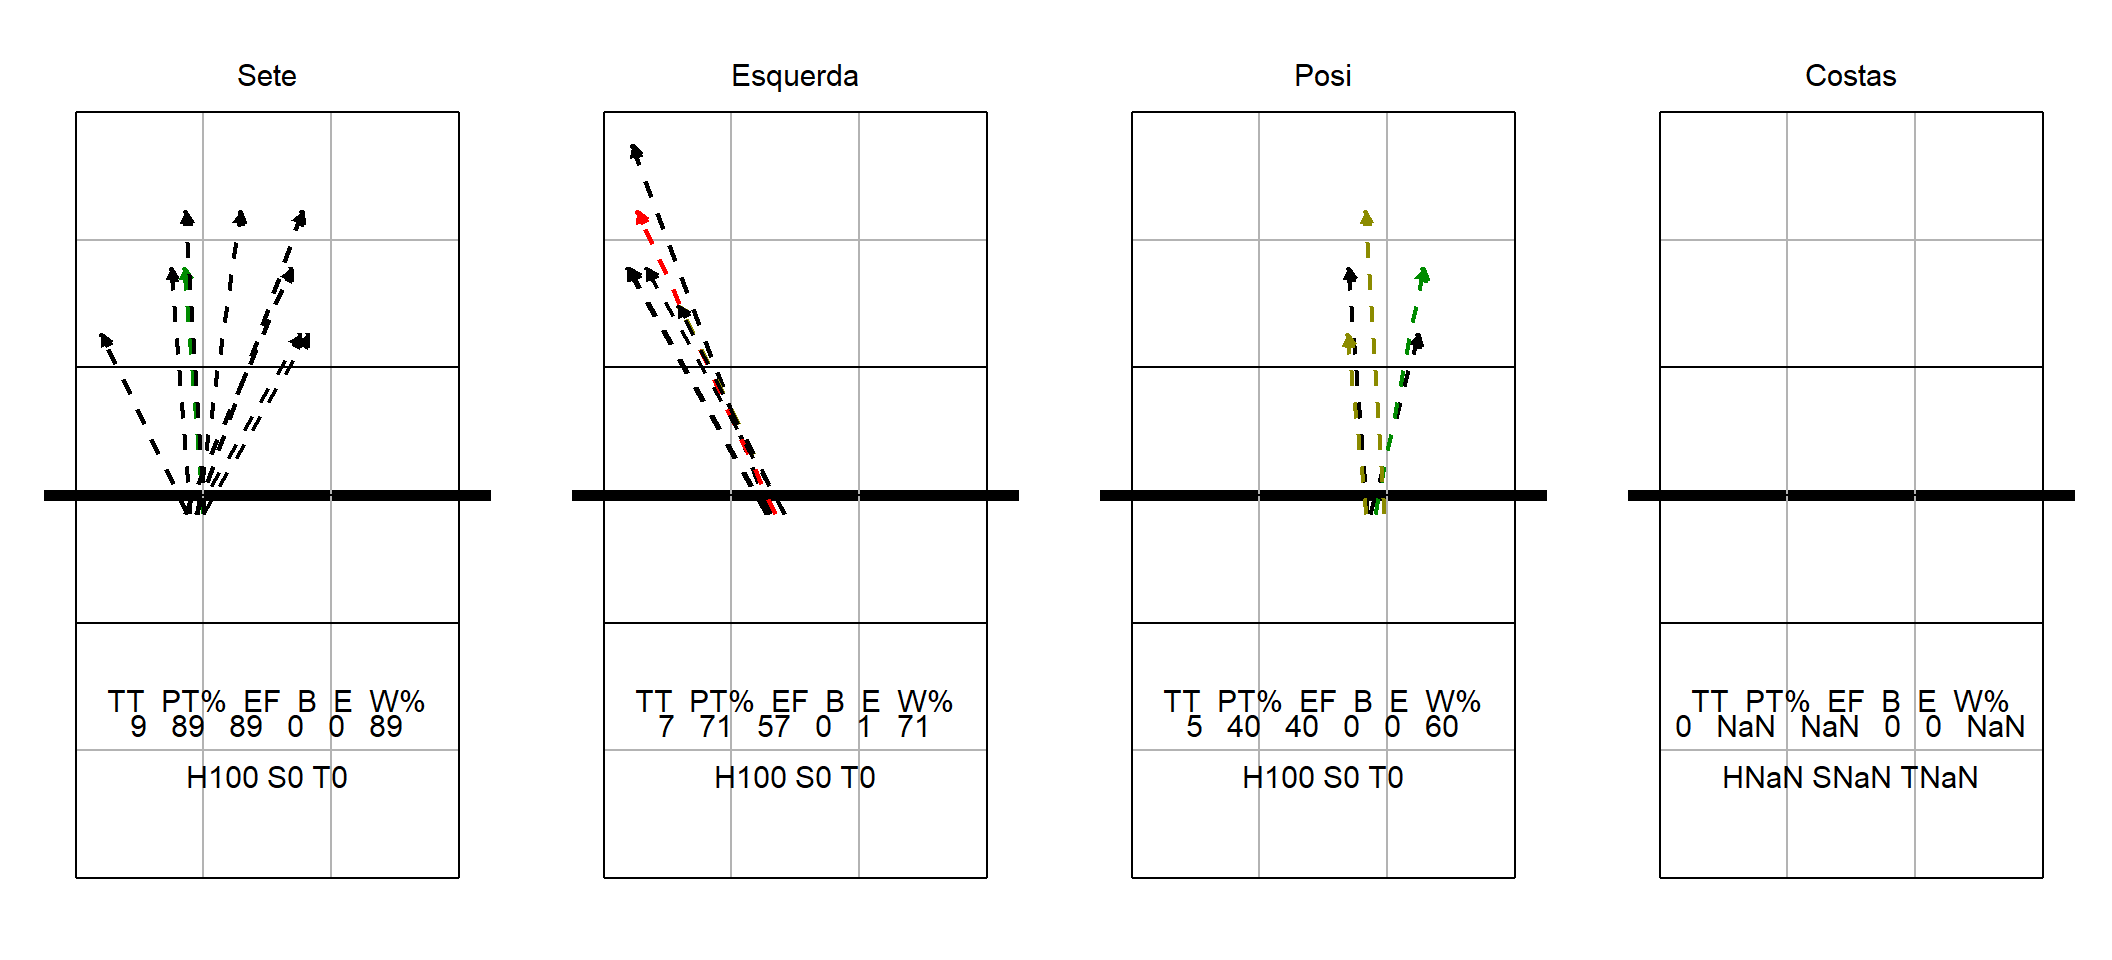 Sete
TT PT% EF B E W%
9 89 89 0 0 89
H100 S0 T0
Esquerda
TT PT% EF B E W%
7 71 57 0 1 71
H100 S0 T0
Posi
TT PT% EF B E W%
5 40 40 0 0 60
H100 S0 T0
Costas
TT PT% EF B E W%
0 NaN NaN 0 0 NaN
HNaN SNaN TNaN